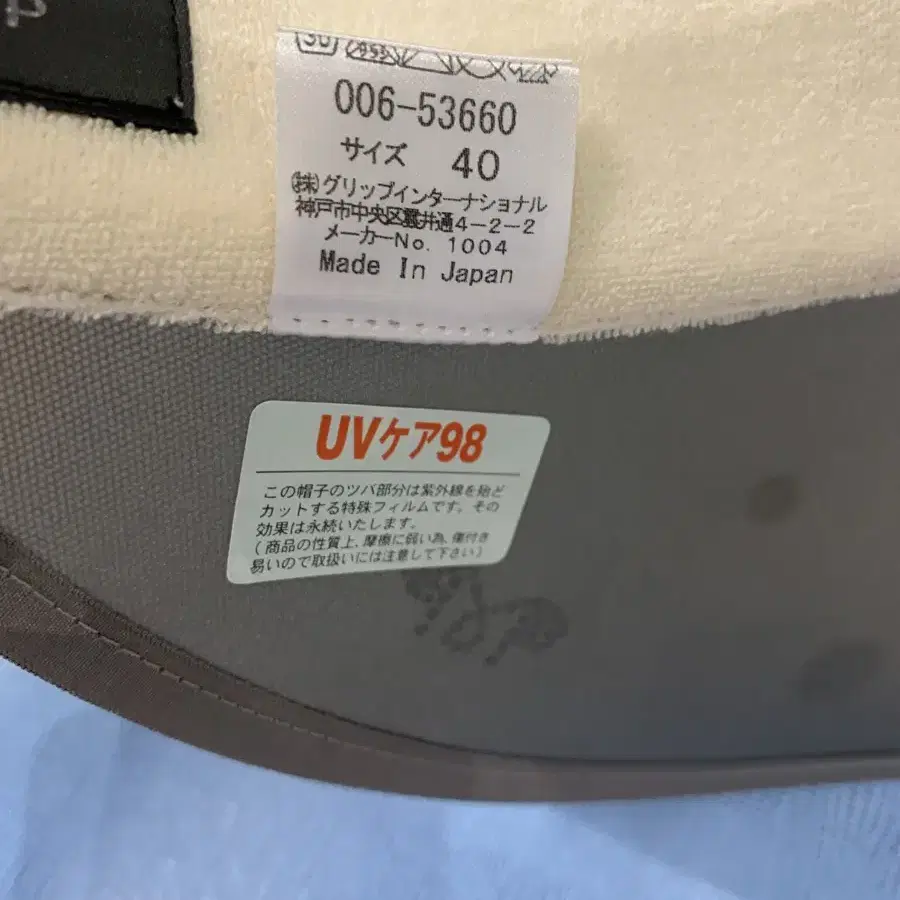 006-53660
サイズ 40
(株)グリップインターナショナル
神戸市中央区雲井通4-2-2
メーカーNo. 1004
Made In Japan
UVケア98
この帽子のツバ部分は紫外線を殆ど
カットする特殊フィルムです。その
効果は永続いたします。
(商品の性質上、摩擦に弱い為、傷付き
易いので取扱いには注意して下さい)